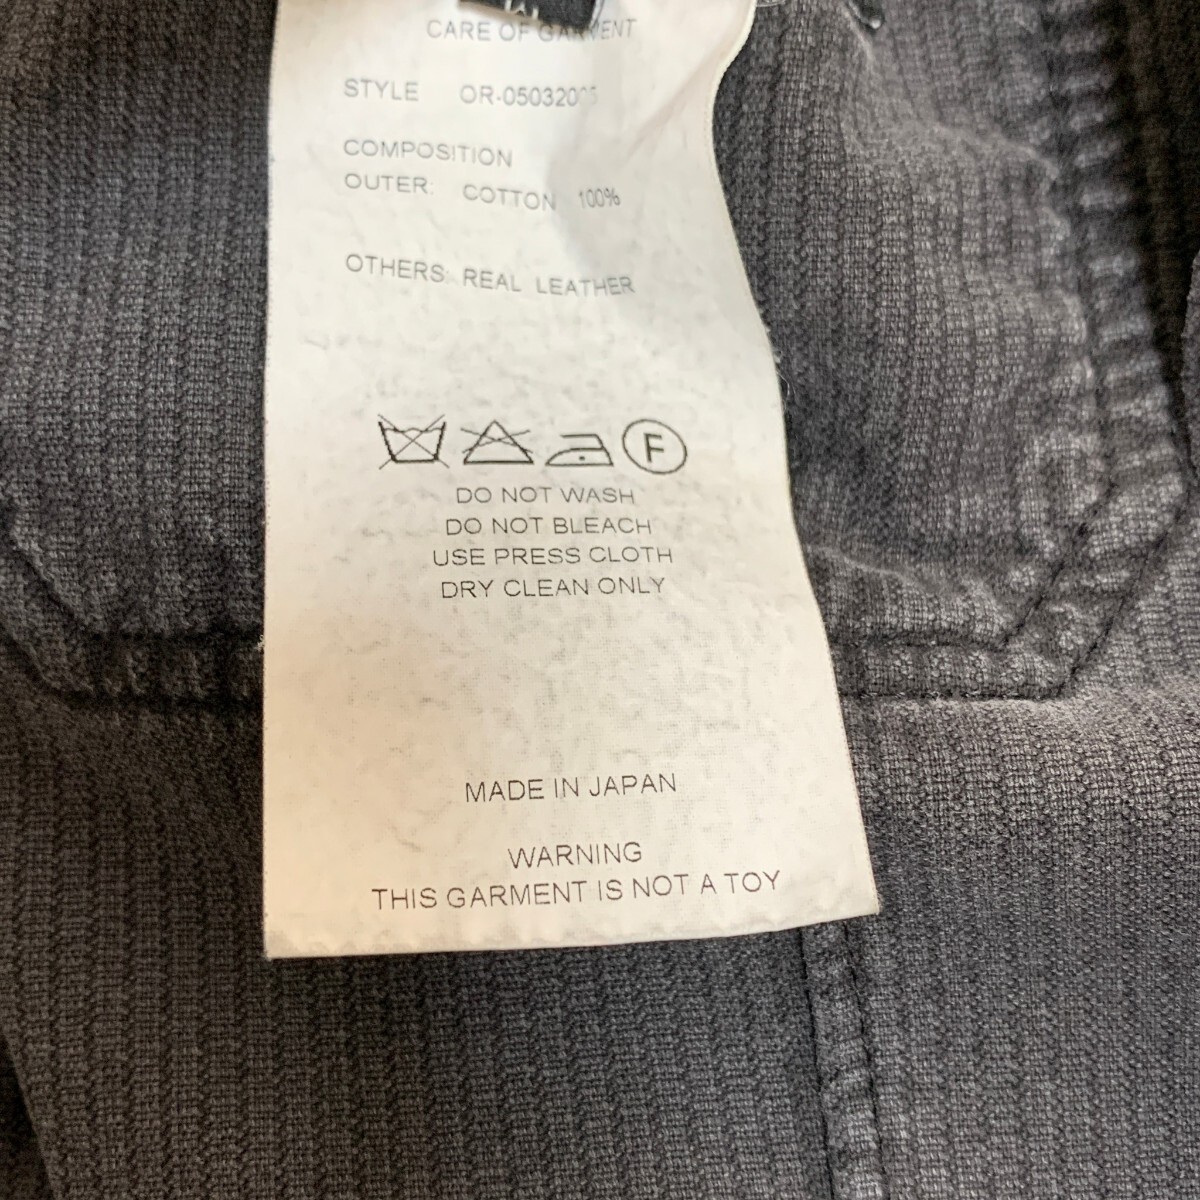 CARE OF GARMENT
STYLE
COMPOSITION
OUTER: COTTON 100%
OTHERS: REAL LEATHER
F
DO NOT WASH
DO NOT BLEACH
USE PRESS CLOTH
DRY CLEAN ONLY
MADE IN JAPAN
WARNING
THIS GARMENT IS NOT A TOY